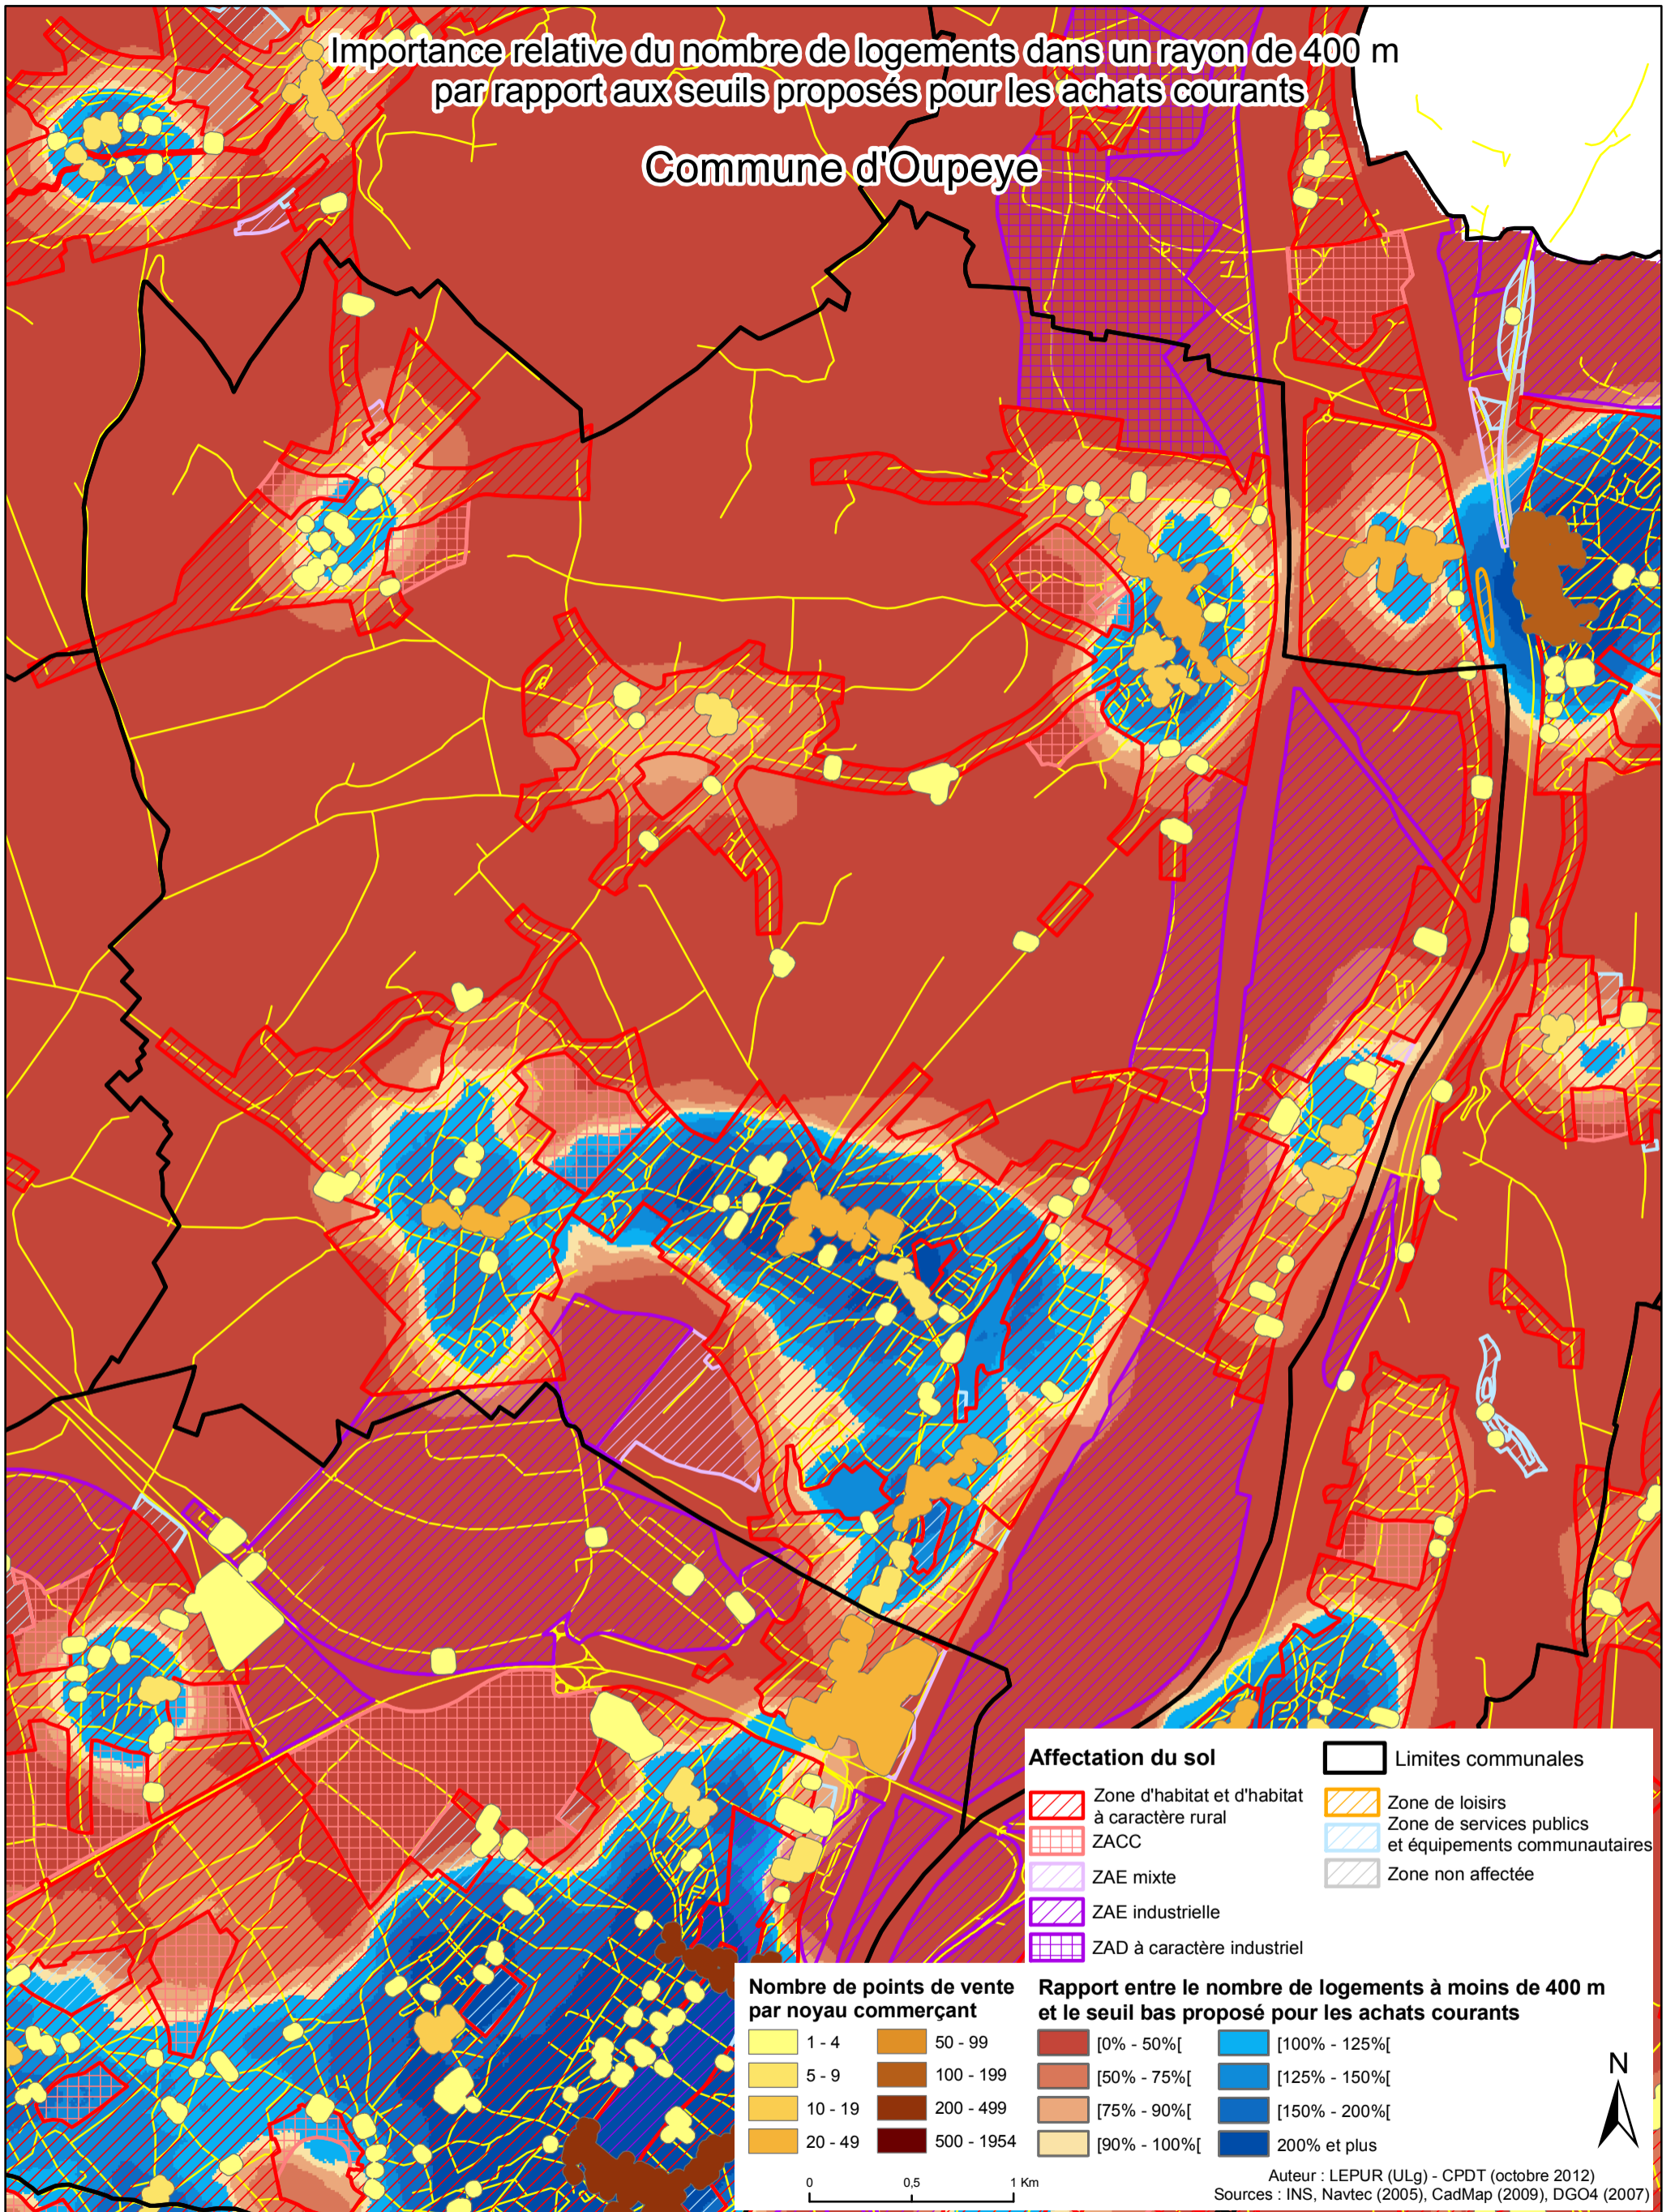 Importance relative du nombre de logements dans un rayon de 400 m
par rapport aux seuils proposés pour les achats courants
Commune d'Oupeye
Affectation du sol
Zone d'habitat et d'habitat
à caractère rural
ZACC
ZAE mixte
ZAE industrielle
ZAD à caractère industriel
Limites communales
Zone de loisirs
Zone de services publics
et équipements communautaires
Zone non affectée
Nombre de points de vente
par noyau commerçant
1 - 4
5 - 9
10 - 19
20 - 49
50 - 99
100 - 199
200 - 499
500 - 1954
Rapport entre le nombre de logements à moins de 400 m
et le seuil bas proposé pour les achats courants
[0% - 50%[
[50% - 75%[
[75% - 90%[
[90% - 100%[
[100% - 125%[
[125% - 150%[
[150% - 200%[
200% et plus
N
0 0,5 1 Km
Auteur : LEPUR (ULg) - CPDT (octobre 2012)
Sources : INS, Navtec (2005), CadMap (2009), DGO4 (2007)